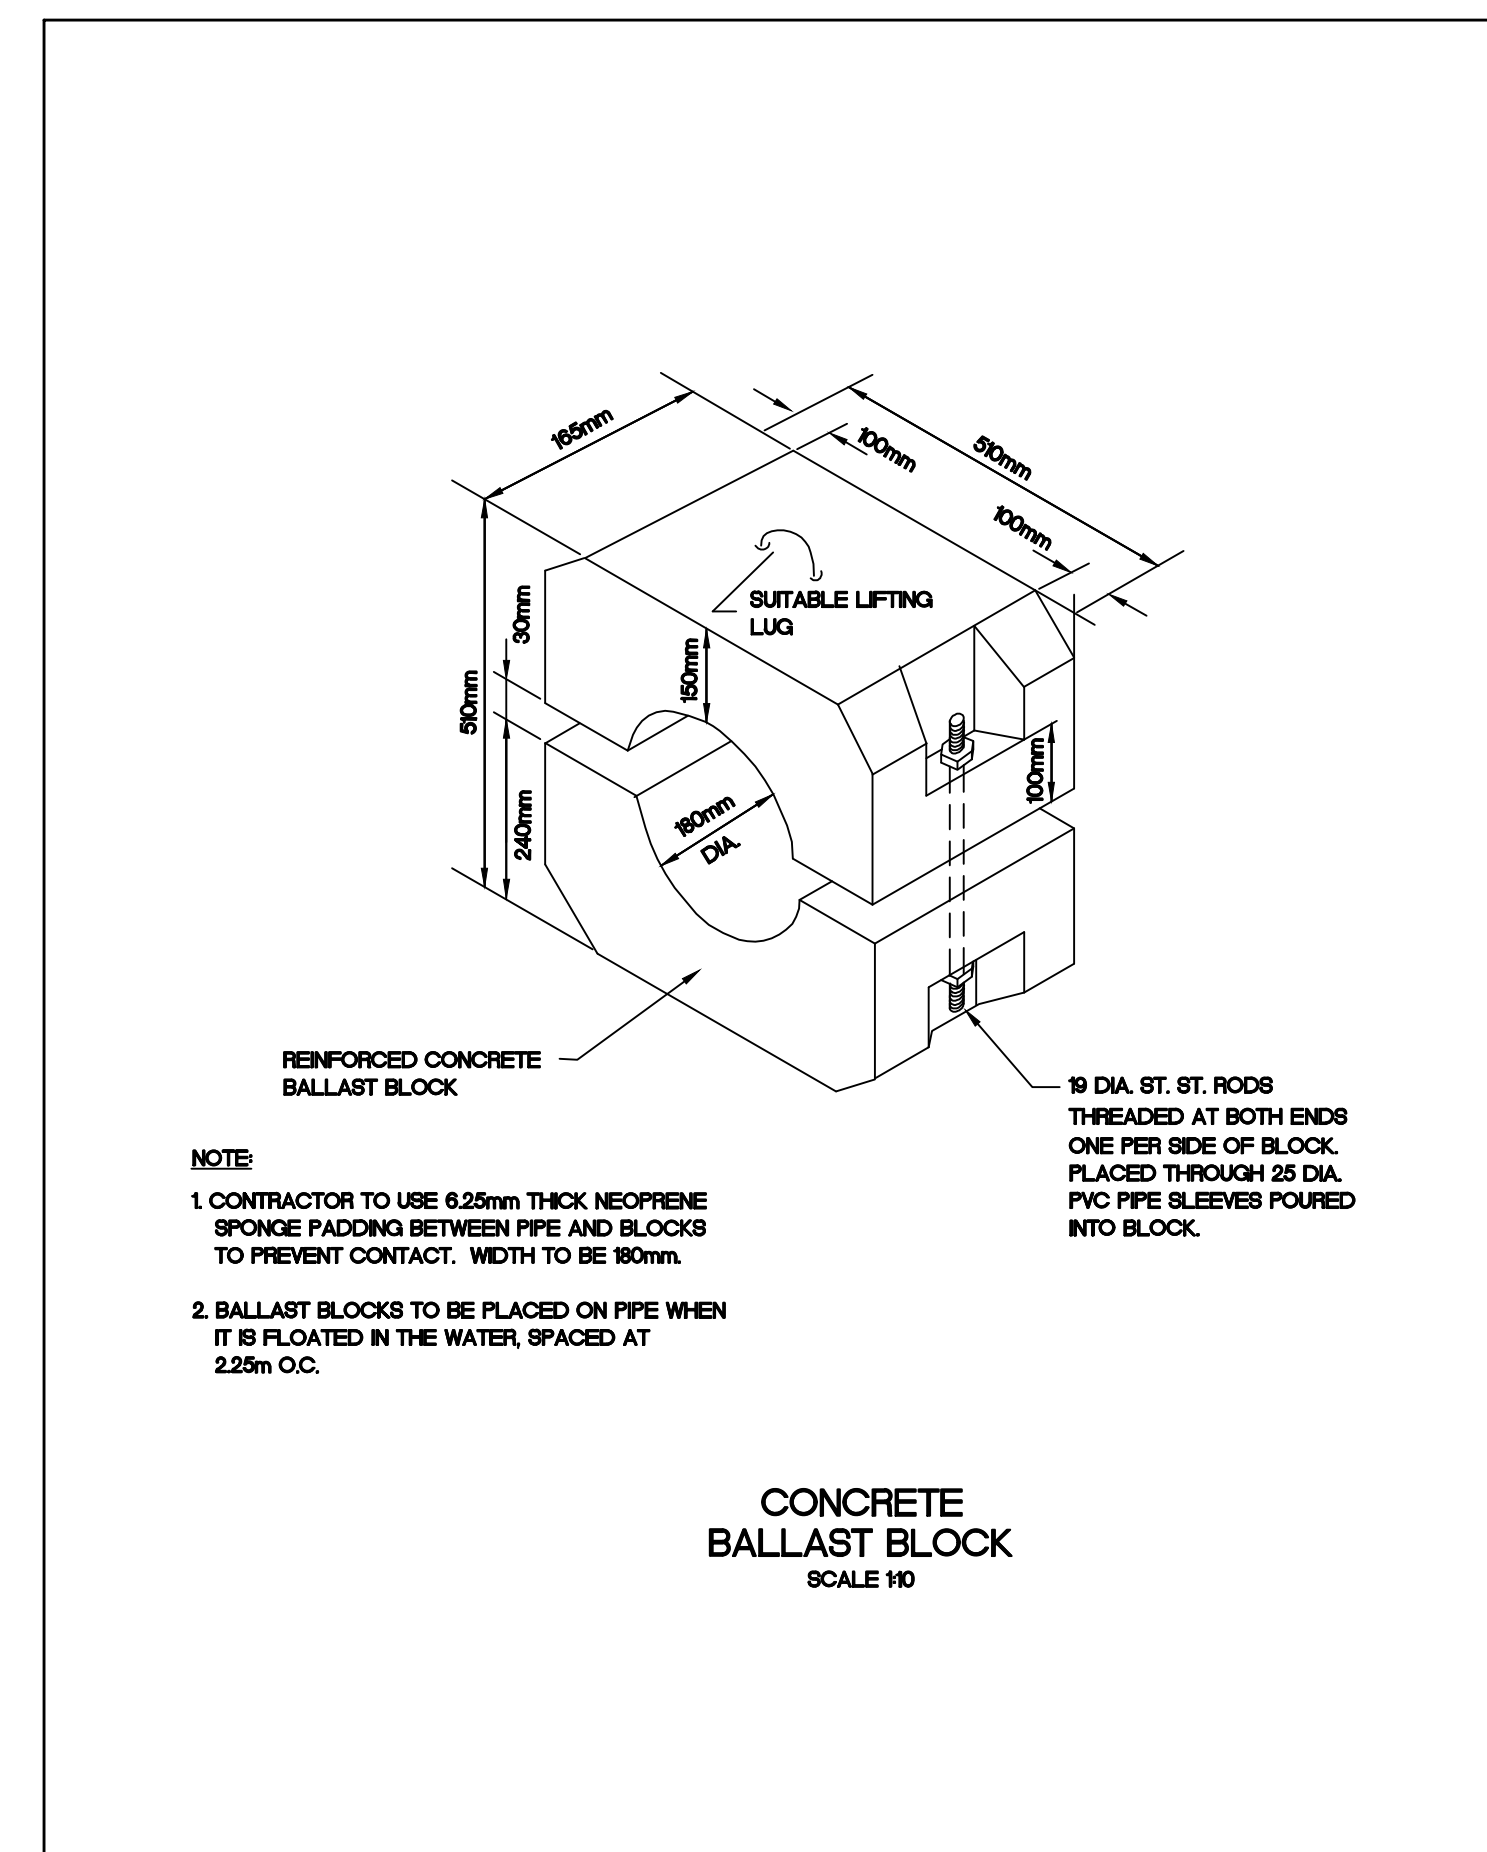 165mm
100mm
510mm
100mm
30mm
SUITABLE LIFTING
LUG
150mm
510mm
100mm
240mm
180mm
DIA.
REINFORCED CONCRETE
BALLAST BLOCK
19 DIA. ST. ST. RODS
THREADED AT BOTH ENDS
ONE PER SIDE OF BLOCK.
PLACED THROUGH 25 DIA.
PVC PIPE SLEEVES POURED
INTO BLOCK.
NOTE:
1. CONTRACTOR TO USE 6.25mm THICK NEOPRENE
SPONGE PADDING BETWEEN PIPE AND BLOCKS
TO PREVENT CONTACT. WIDTH TO BE 180mm.
2. BALLAST BLOCKS TO BE PLACED ON PIPE WHEN
IT IS FLOATED IN THE WATER, SPACED AT
2.25m O.C.
CONCRETE
BALLAST BLOCK
SCALE 1:10